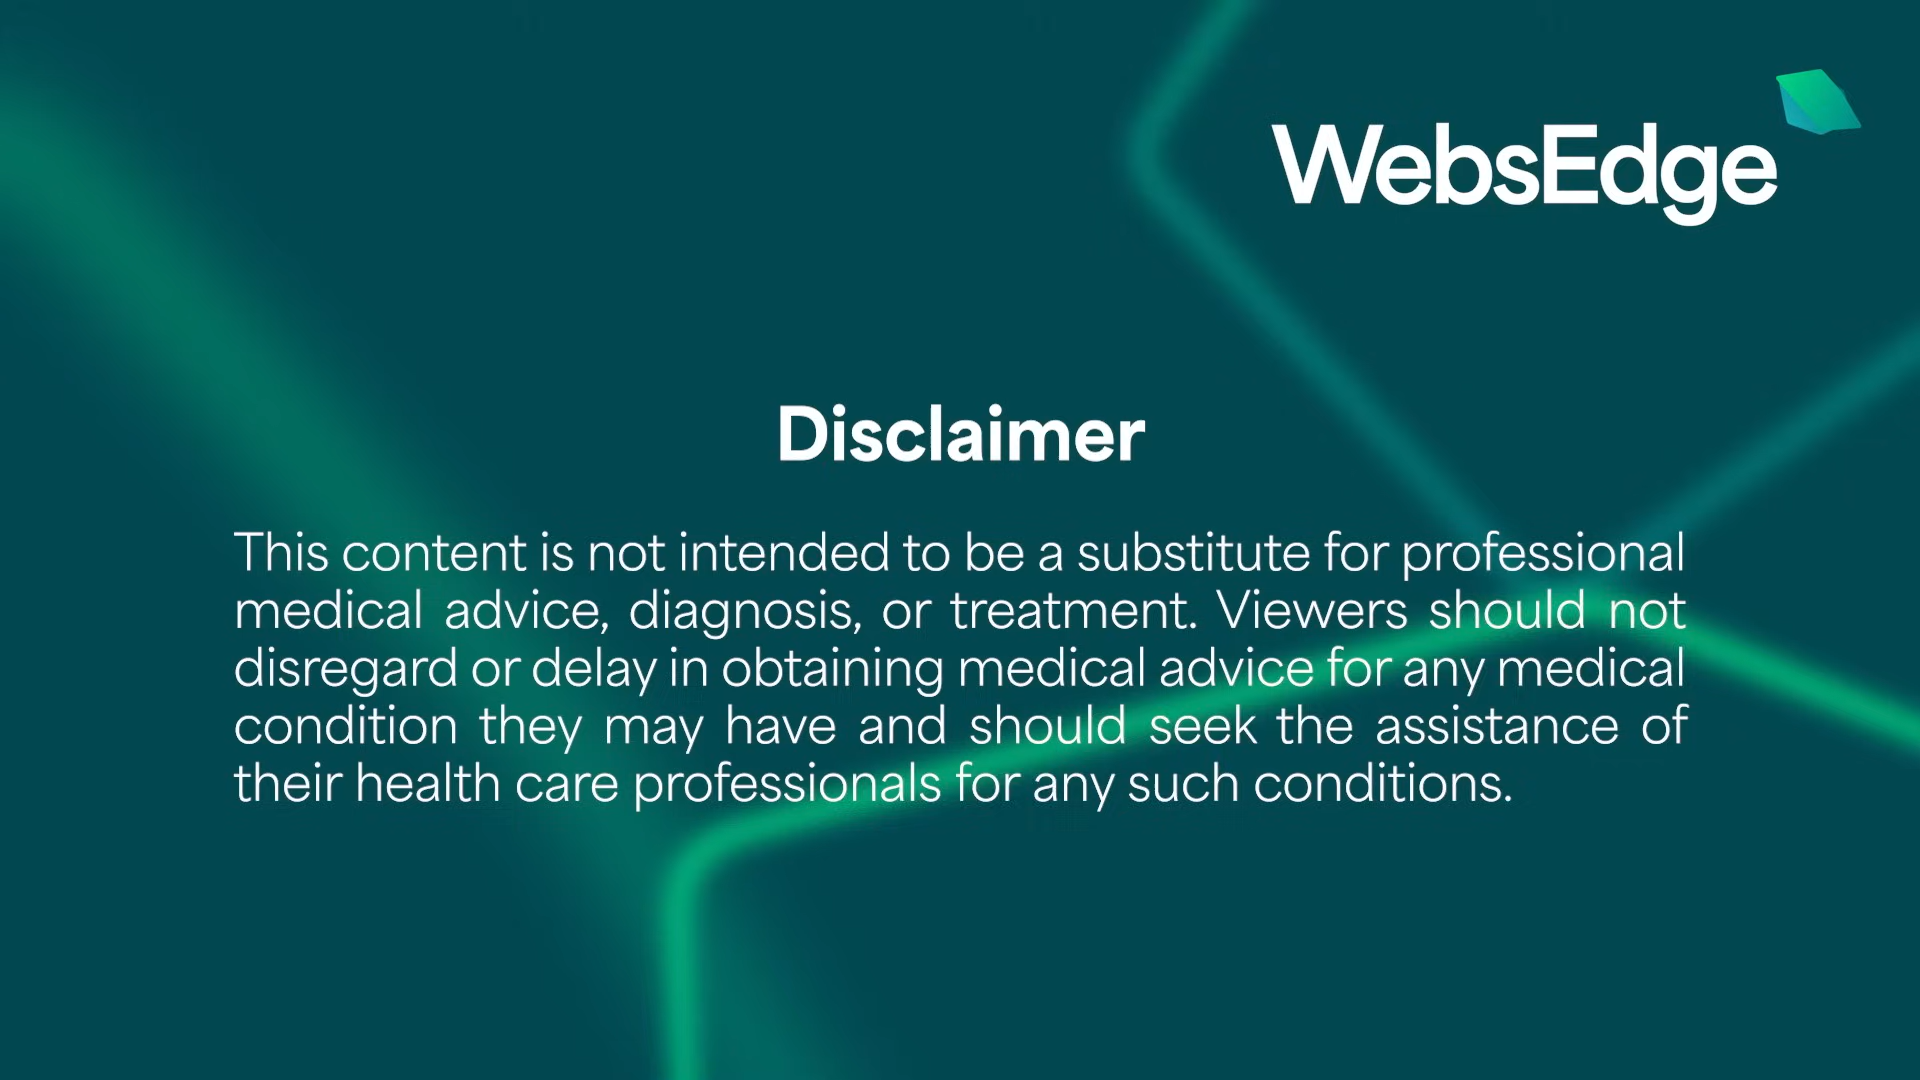 WebsEdge
Disclaimer
This content is not intended to be a substitute for professional
medical advice, diagnosis, or treatment. Viewers should not
disregard or delay in obtaining medical advice for any medical
condition they may have and should seek the assistance of
their health care professionals for any such conditions.